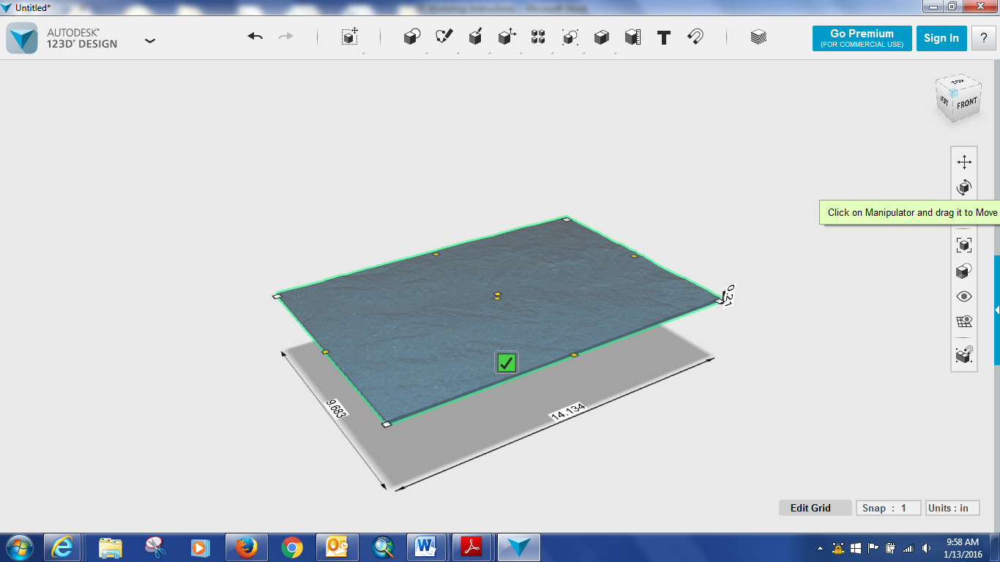 Untitled*
AUTODESK®
123D® DESIGN
Go Premium
(FOR COMMERCIAL USE)
Sign In
?
TOP
LEFT
FRONT
Click on Manipulator and drag it to Move
0.21
9.683
14.134
Edit Grid
Snap : 1
Units : in
9:58 AM
1/13/2016